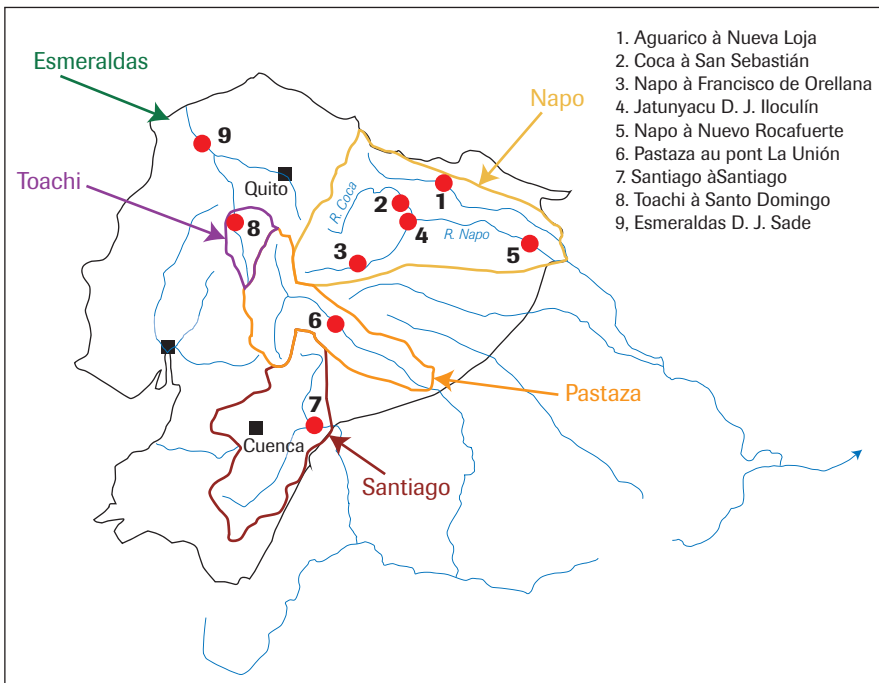 1. Aguarico à Nueva Loja
2. Coca à San Sebastián
3. Napo à Francisco de Orellana
4. Jatunyacu D. J. Iloculín
5. Napo à Nuevo Rocafuerte
6. Pastaza au pont La Unión
7. Santiago àSantiago
8. Toachi à Santo Domingo
9, Esmeraldas D. J. Sade
Esmeraldas
Napo
9
Toachi
Quito
R. Coca
1
2
8
4
R. Napo
5
3
6
Pastaza
7
Cuenca
Santiago